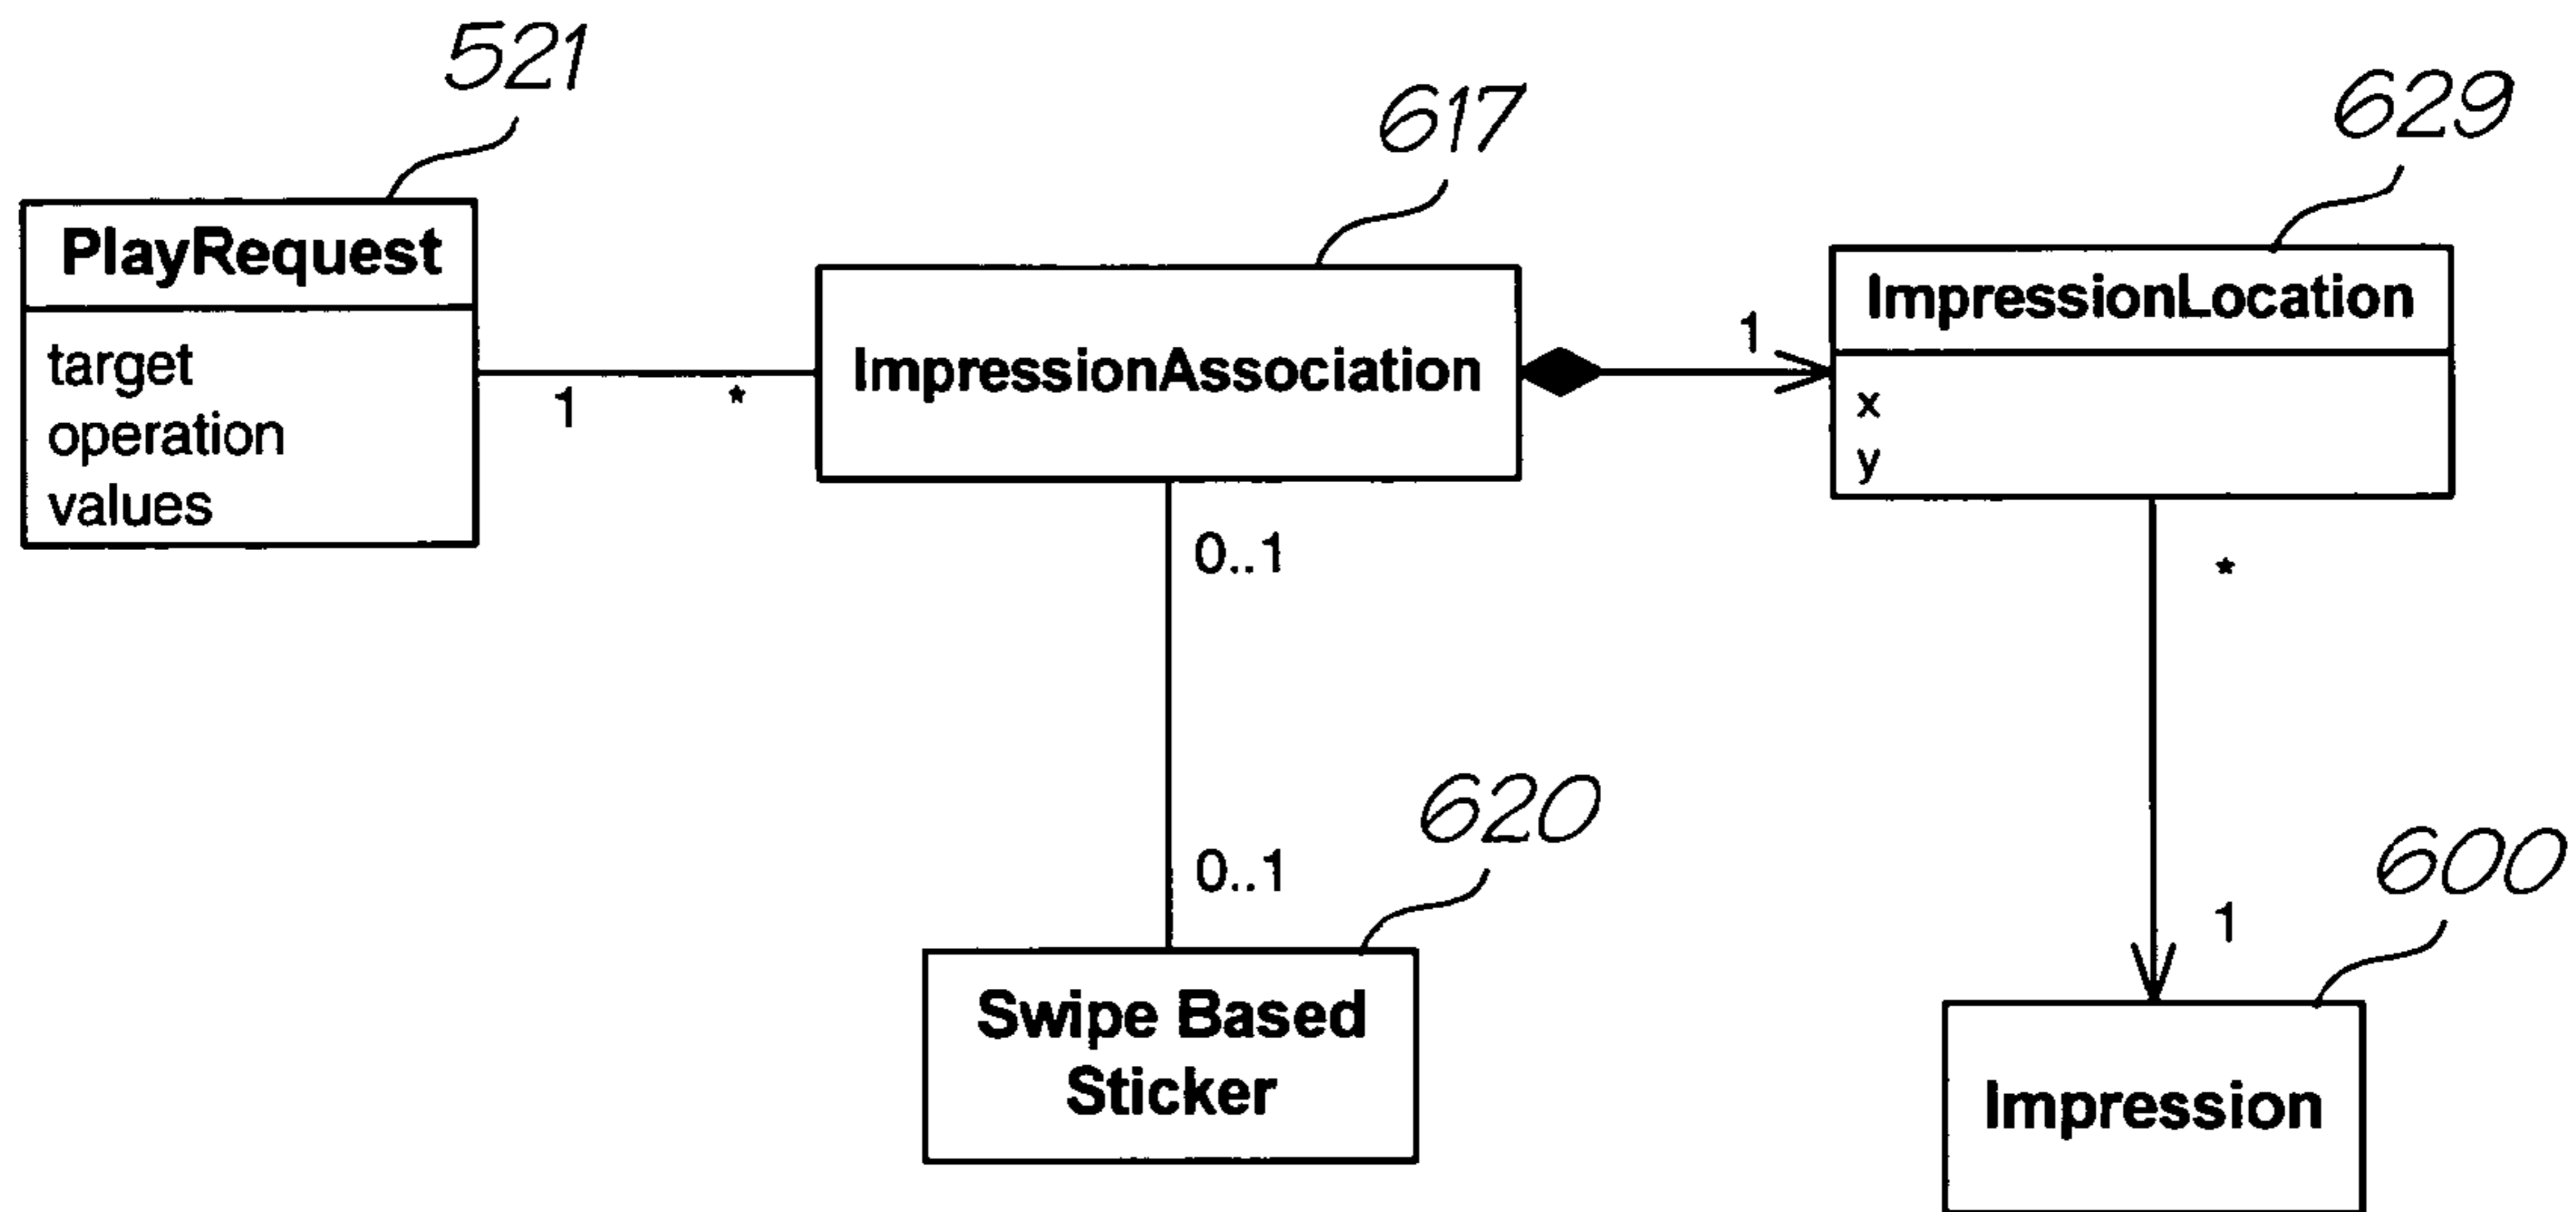 521
617
629
PlayRequest
target
operation
values
1
*
ImpressionAssociation
1
ImpressionLocation
x
y
0..1
0..1
*
1
620
600
Swipe Based
Sticker
Impression